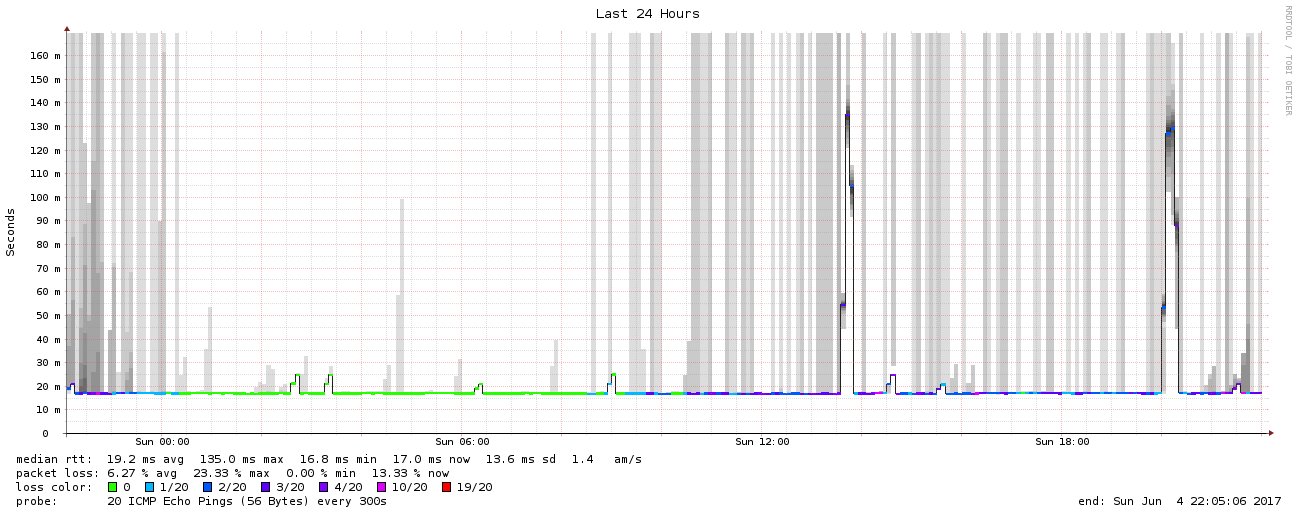 Last 24 Hours
RRDTOOL / TOBI OETIKER
Seconds
160 m
150 m
140 m
130 m
120 m
110 m
100 m
90 m
80 m
70 m
60 m
50 m
40 m
30 m
20 m
10 m
0
Sun 00:00 Sun 06:00 Sun 12:00 Sun 18:00
median rtt: 19.2 ms avg 135.0 ms max 16.8 ms min 17.0 ms now 13.6 ms sd 1.4 am/s
packet loss: 6.27 % avg 23.33 % max 0.00 % min 13.33 % now
loss color: 0 1/20 2/20 3/20 4/20 10/20 19/20
probe: 20 ICMP Echo Pings (56 Bytes) every 300s end: Sun Jun 4 22:05:06 2017